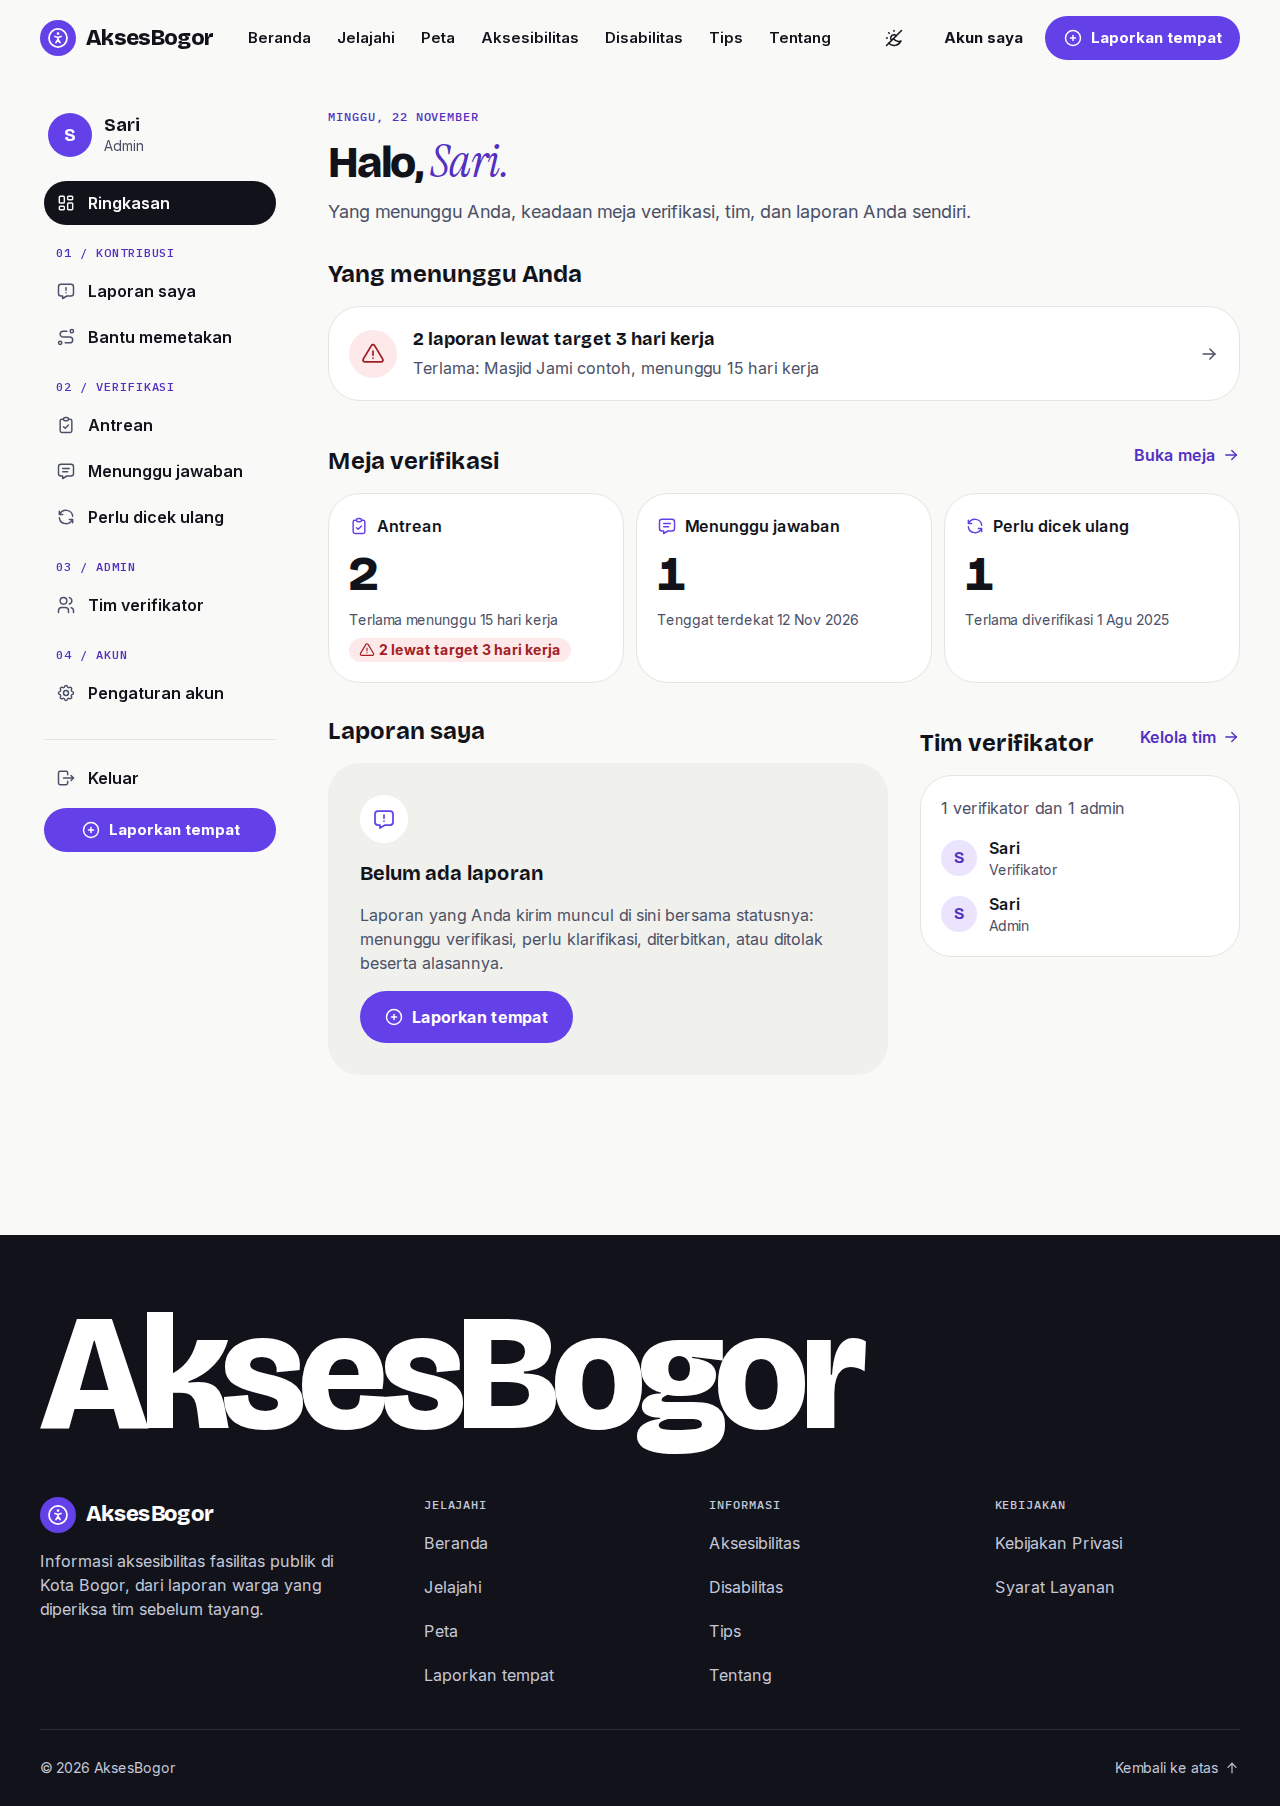 AksesBogor
Beranda
Jelajahi
Peta
Aksesibilitas
Disabilitas
Tips
Tentang
Akun saya
Laporkan tempat
S
Sari
Admin
Ringkasan
01 / KONTRIBUSI
Laporan saya
Bantu memetakan
02 / VERIFIKASI
Antrean
Menunggu jawaban
Perlu dicek ulang
03 / ADMIN
Tim verifikator
04 / AKUN
Pengaturan akun
Keluar
Laporkan tempat
MINGGU, 22 NOVEMBER
Halo, Sari.
Yang menunggu Anda, keadaan meja verifikasi, tim, dan laporan Anda sendiri.
Yang menunggu Anda
2 laporan lewat target 3 hari kerja
Terlama: Masjid Jami contoh, menunggu 15 hari kerja
Meja verifikasi
Buka meja
Antrean
2
Terlama menunggu 15 hari kerja
2 lewat target 3 hari kerja
Menunggu jawaban
1
Tenggat terdekat 12 Nov 2026
Perlu dicek ulang
1
Terlama diverifikasi 1 Agu 2025
Laporan saya
Belum ada laporan
Laporan yang Anda kirim muncul di sini bersama statusnya:
menunggu verifikasi, perlu klarifikasi, diterbitkan, atau ditolak
beserta alasannya.
Laporkan tempat
Tim verifikator
Kelola tim
1 verifikator dan 1 admin
S
Sari
Verifikator
S
Sari
Admin
AksesBogor
AksesBogor
Informasi aksesibilitas fasilitas publik di
Kota Bogor, dari laporan warga yang
diperiksa tim sebelum tayang.
JELAJAHI
Beranda
Jelajahi
Peta
Laporkan tempat
INFORMASI
Aksesibilitas
Disabilitas
Tips
Tentang
KEBIJAKAN
Kebijakan Privasi
Syarat Layanan
© 2026 AksesBogor
Kembali ke atas